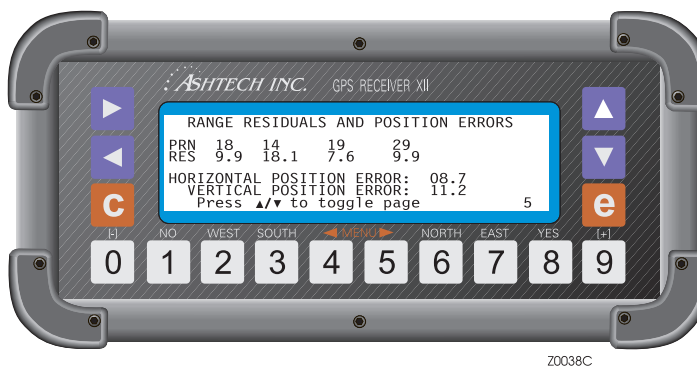 ASHTECH INC. GPS RECEIVER XII
RANGE RESIDUALS AND POSITION ERRORS
PRN 18 14 19 29
RES 9.9 18.1 7.6 9.9
HORIZONTAL POSITION ERROR: 08.7
VERTICAL POSITION ERROR: 11.2
Press ▲/▼ to toggle page 5
C e
[-] NO WEST SOUTH ◄MENU► NORTH EAST YES [+]
0 1 2 3 4 5 6 7 8 9
Z0038C